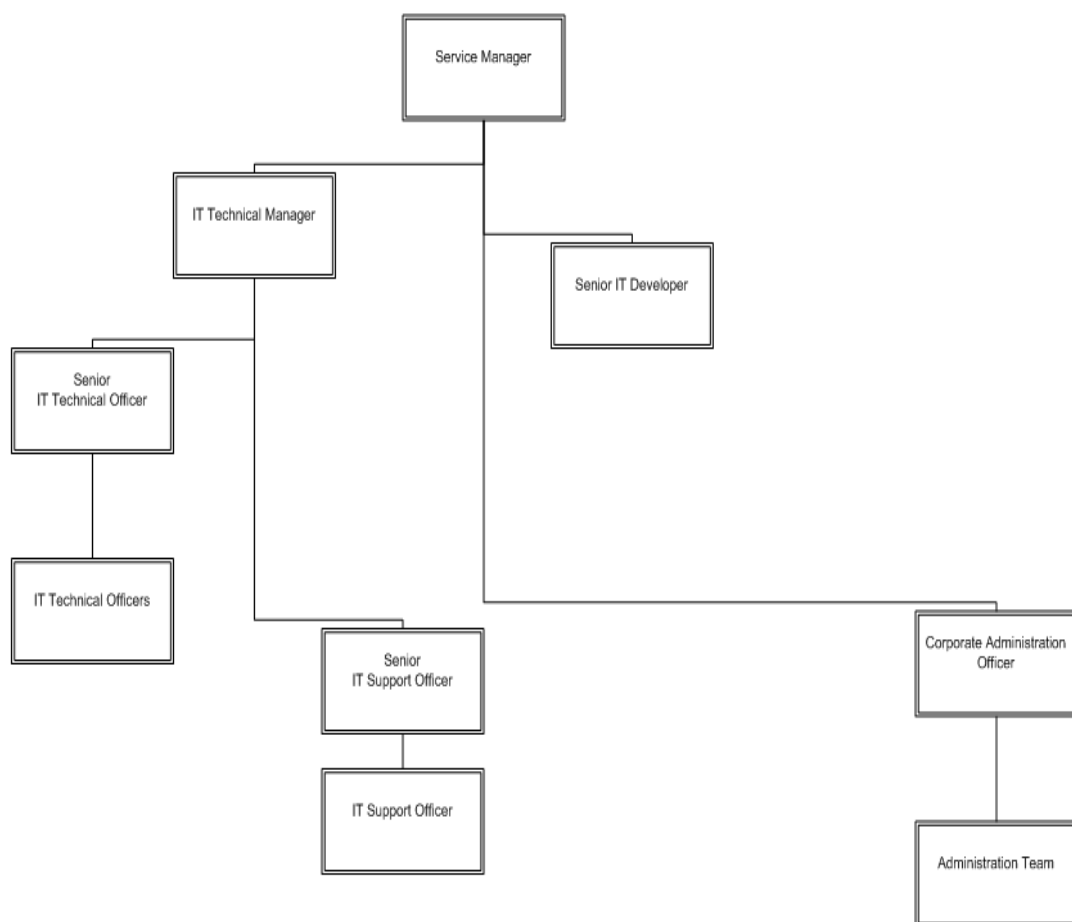 Service Manager
IT Technical Manager
Senior IT Developer
Senior
IT Technical Officer
IT Technical Officers
Senior
IT Support Officer
Corporate Administration
Officer
IT Support Officer
Administration Team